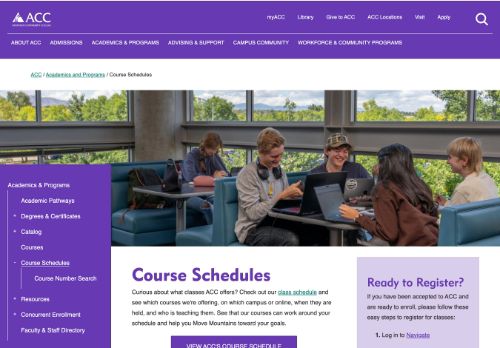 ACC
myACC Library Give to ACC ACC Locations Visit Apply
ABOUT ACC ADMISSIONS ACADEMICS & PROGRAMS ADVISING & SUPPORT CAMPUS COMMUNITY WORKFORCE & COMMUNITY PROGRAMS
ACC / Academics and Programs / Course Schedules
Academics & Programs
Academic Pathways
Degrees & Certificates
Catalog
Courses
Course Schedules
Course Number Search
Resources
Concurrent Enrollment
Faculty & Staff Directory
Course Schedules
Curious about what classes ACC offers? Check out our class schedule and
see which courses we're offering, on which campus or online, when they are
held, and who is teaching them. See that our courses can work around your
schedule and help you Move Mountains toward your goals.
VIEW ACC'S COURSE SCHEDULE
Ready to Register?
If you have been accepted to ACC and
are ready to enroll, please follow these
easy steps to register for classes:
1. Log in to Navigate